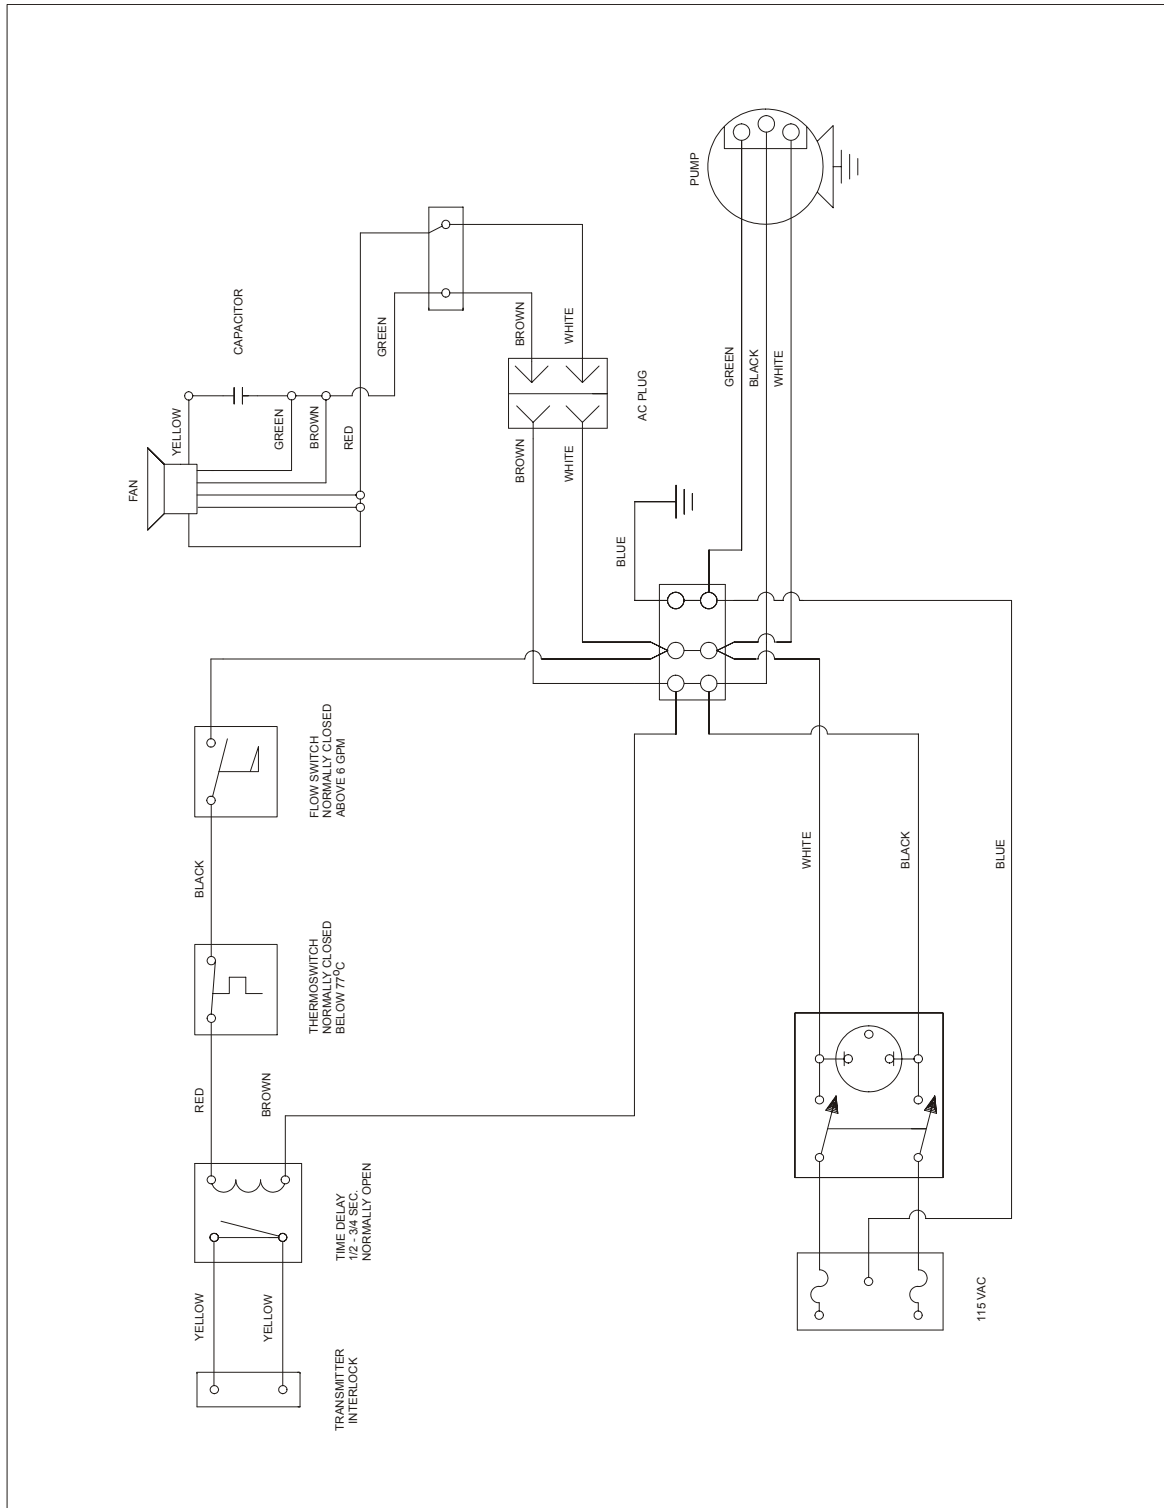 TRANSMITTER
INTERLOCK
YELLOW
YELLOW
TIME DELAY
1/2 - 3/4 SEC.
NORMALLY OPEN
RED
BROWN
THERMOSWITCH
NORMALLY CLOSED
BELOW 77°C
BLACK
FLOW SWITCH
NORMALLY CLOSED
ABOVE 6 GPM
FAN
YELLOW
GREEN
BROWN
RED
CAPACITOR
GREEN
BROWN
WHITE
BROWN
WHITE
AC PLUG
BLUE
PUMP
GREEN
BLACK
WHITE
WHITE
BLACK
BLUE
115 VAC